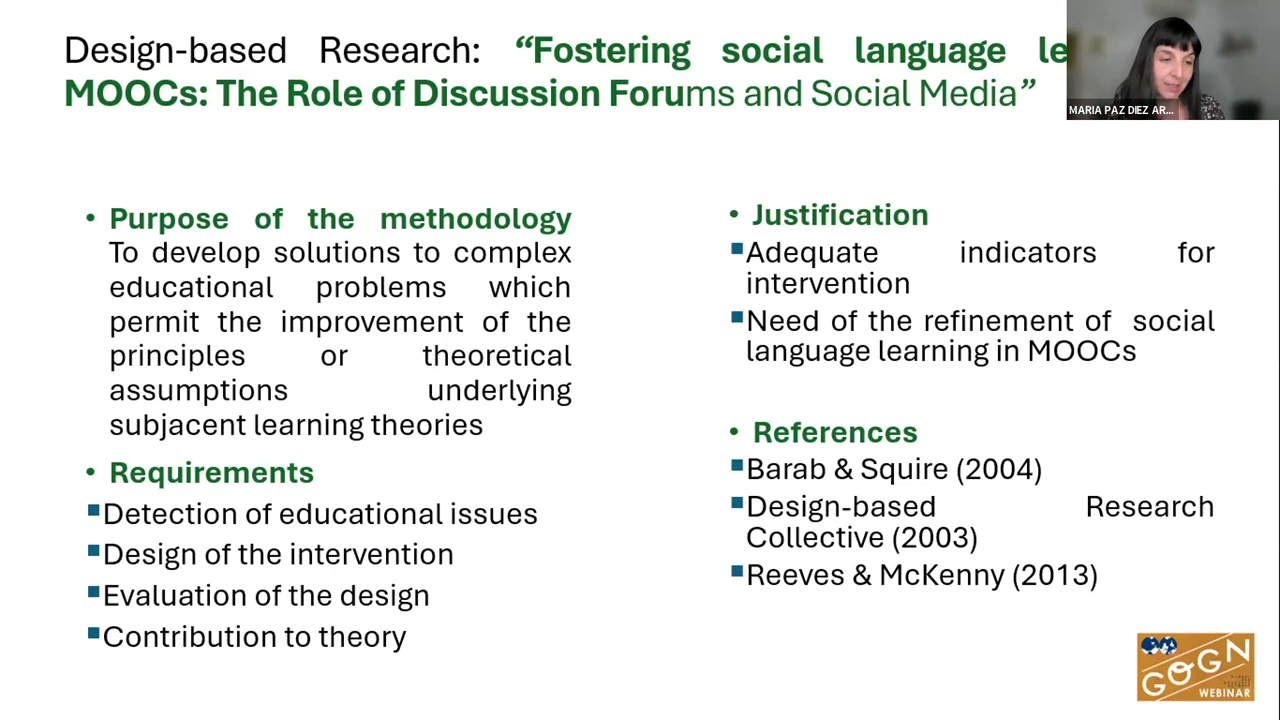 Design-based Research: “Fostering social language le
MOOCs: The Role of Discussion Forums and Social Media”
MARIA PAZ DIEZ AR...
• Purpose of the methodology
To develop solutions to complex
educational problems which
permit the improvement of the
principles or theoretical
assumptions underlying
subjacent learning theories
• Requirements
Detection of educational issues
Design of the intervention
Evaluation of the design
Contribution to theory
• Justification
Adequate indicators for
intervention
Need of the refinement of social
language learning in MOOCs
• References
Barab & Squire (2004)
Design-based Research
Collective (2003)
Reeves & McKenny (2013)
GOGN
WEBINAR